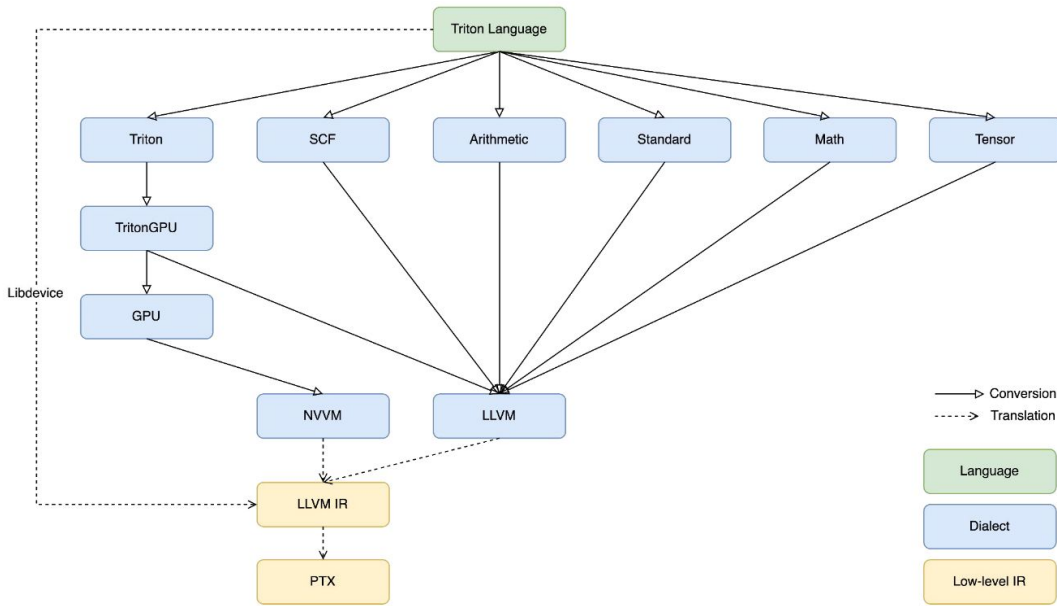 Triton Language
Triton
SCF
Arithmetic
Standard
Math
Tensor
TritonGPU
Libdevice
GPU
NVVM
LLVM
Conversion
Translation
LLVM IR
Language
PTX
Dialect
Low-level IR